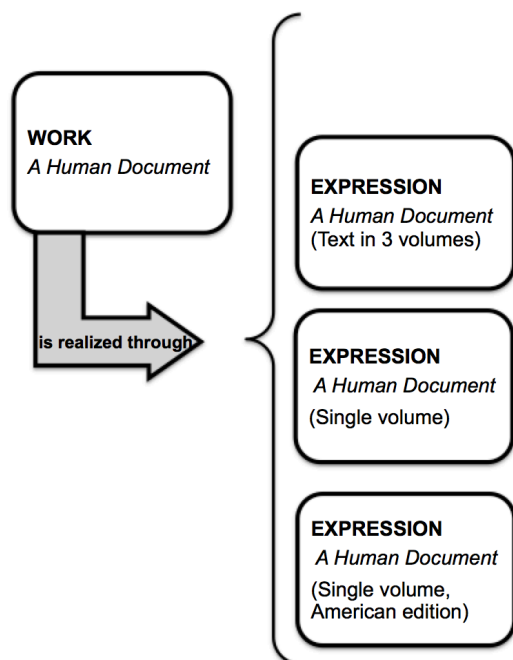 WORK
A Human Document
is realized through
EXPRESSION
A Human Document
(Text in 3 volumes)
EXPRESSION
A Human Document
(Single volume)
EXPRESSION
A Human Document
(Single volume,
American edition)